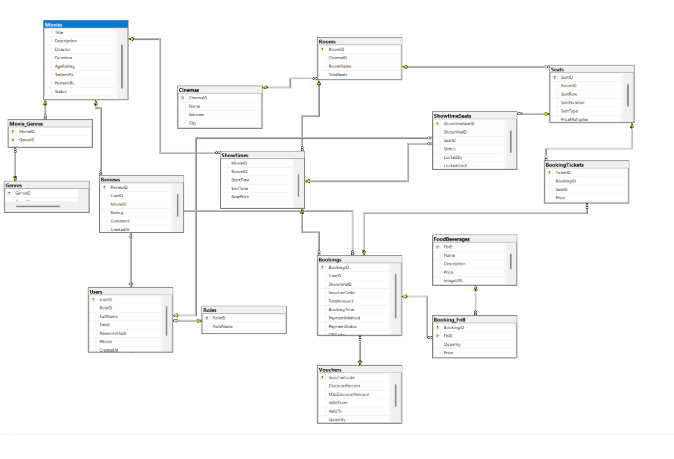 Movies
Title
Description
Director
Duration
AgeRating
TrailerURL
PosterURL
Status
Rooms
RoomID
CinemaID
RoomName
TotalSeats
Seats
SeatID
RoomID
SeatRow
SeatNumber
SeatType
PriceMultiplier
Cinemas
CinemaID
Name
Address
City
Movie_Genres
MovieID
GenreID
ShowtimeSeats
ShowtimeSeatID
ShowtimeID
SeatID
Status
LockedBy
LockedUntil
Showtimes
MovieID
RoomID
StartTime
EndTime
BasePrice
BookingTickets
TicketID
BookingID
SeatID
Price
Genres
GenreID
Reviews
ReviewID
UserID
MovieID
Rating
Comment
CreatedAt
FoodBeverages
FbID
Name
Description
Price
ImageURL
Bookings
BookingID
UserID
ShowtimeID
VoucherCode
TotalAmount
BookingTime
PaymentMethod
PaymentStatus
Users
UserID
RoleID
FullName
Email
PasswordHash
Phone
CreatedAt
Roles
RoleID
RoleName
Booking_FnB
BookingID
FbID
Quantity
Price
Vouchers
VoucherCode
DiscountPercent
MaxDiscountAmount
ValidFrom
ValidTo
Quantity